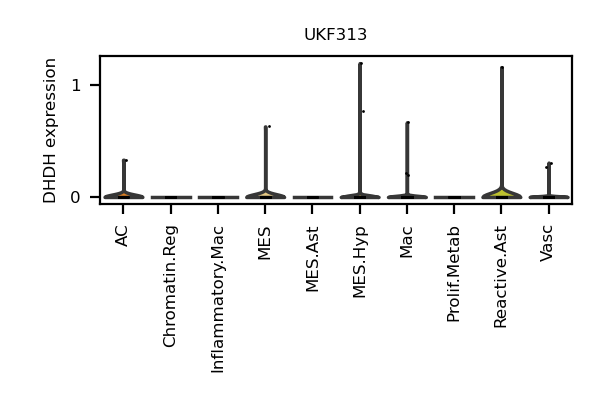 UKF313
DHDH expression
1
0
AC
Chromatin.Reg
Inflammatory.Mac
MES
MES.Ast
MES.Hyp
Mac
Prolif.Metab
Reactive.Ast
Vasc